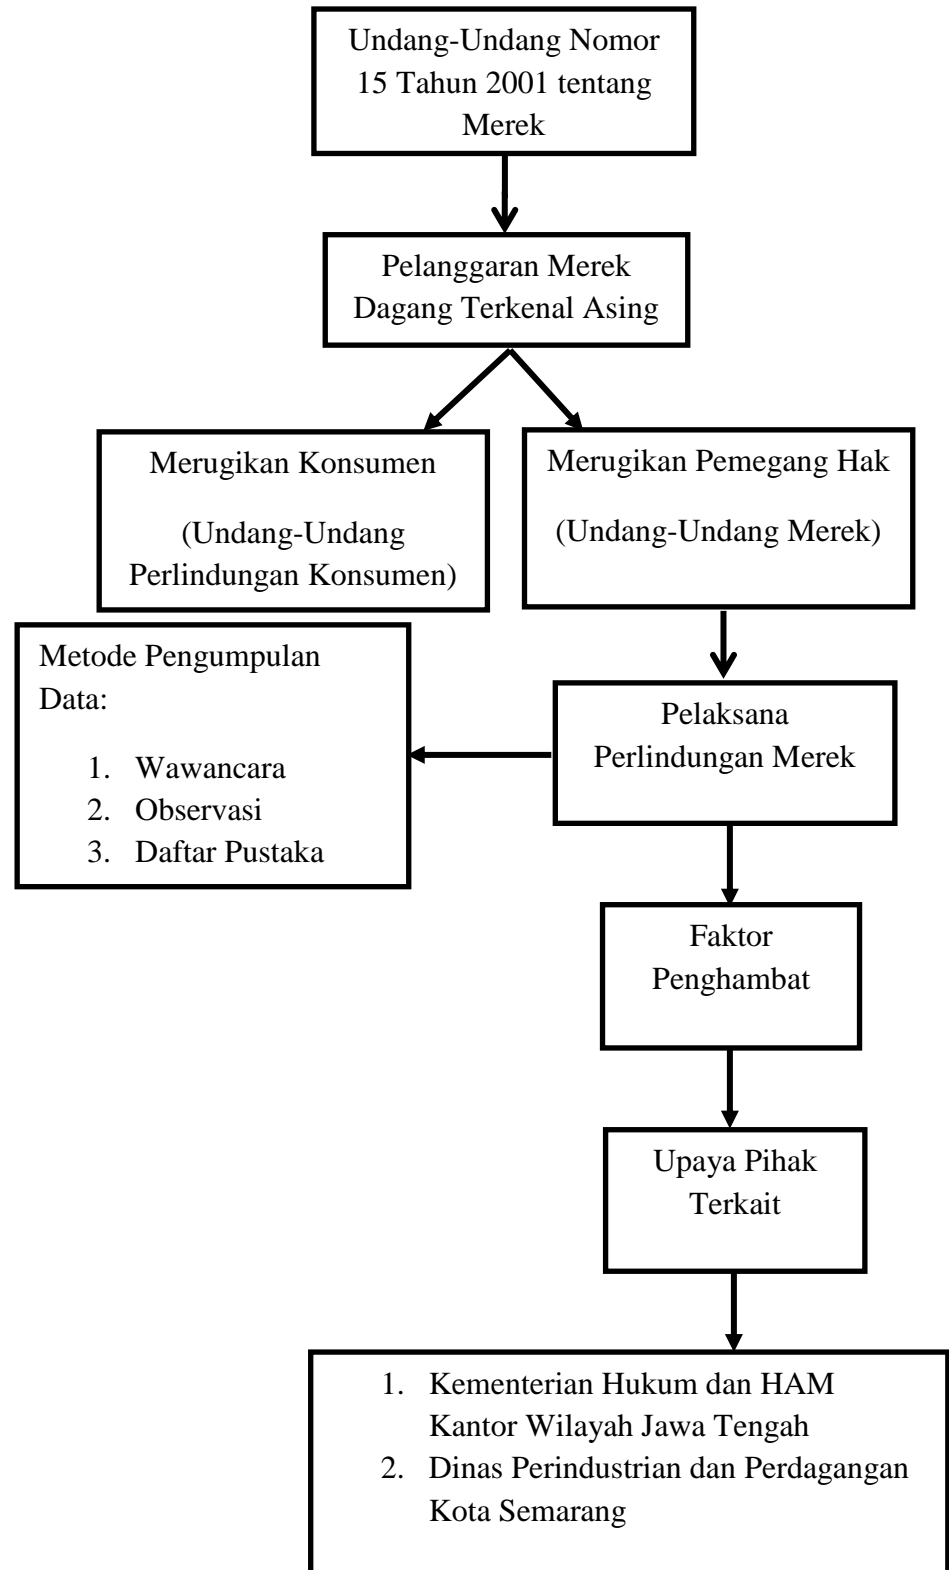 Undang-Undang Nomor
15 Tahun 2001 tentang
Merek
Pelanggaran Merek
Dagang Terkenal Asing
Merugikan Konsumen
(Undang-Undang
Perlindungan Konsumen)
Merugikan Pemegang Hak
(Undang-Undang Merek)
Metode Pengumpulan
Data:
1. Wawancara
2. Observasi
3. Daftar Pustaka
Pelaksana
Perlindungan Merek
Faktor
Penghambat
Upaya Pihak
Terkait
1. Kementerian Hukum dan HAM
Kantor Wilayah Jawa Tengah
2. Dinas Perindustrian dan Perdagangan
Kota Semarang